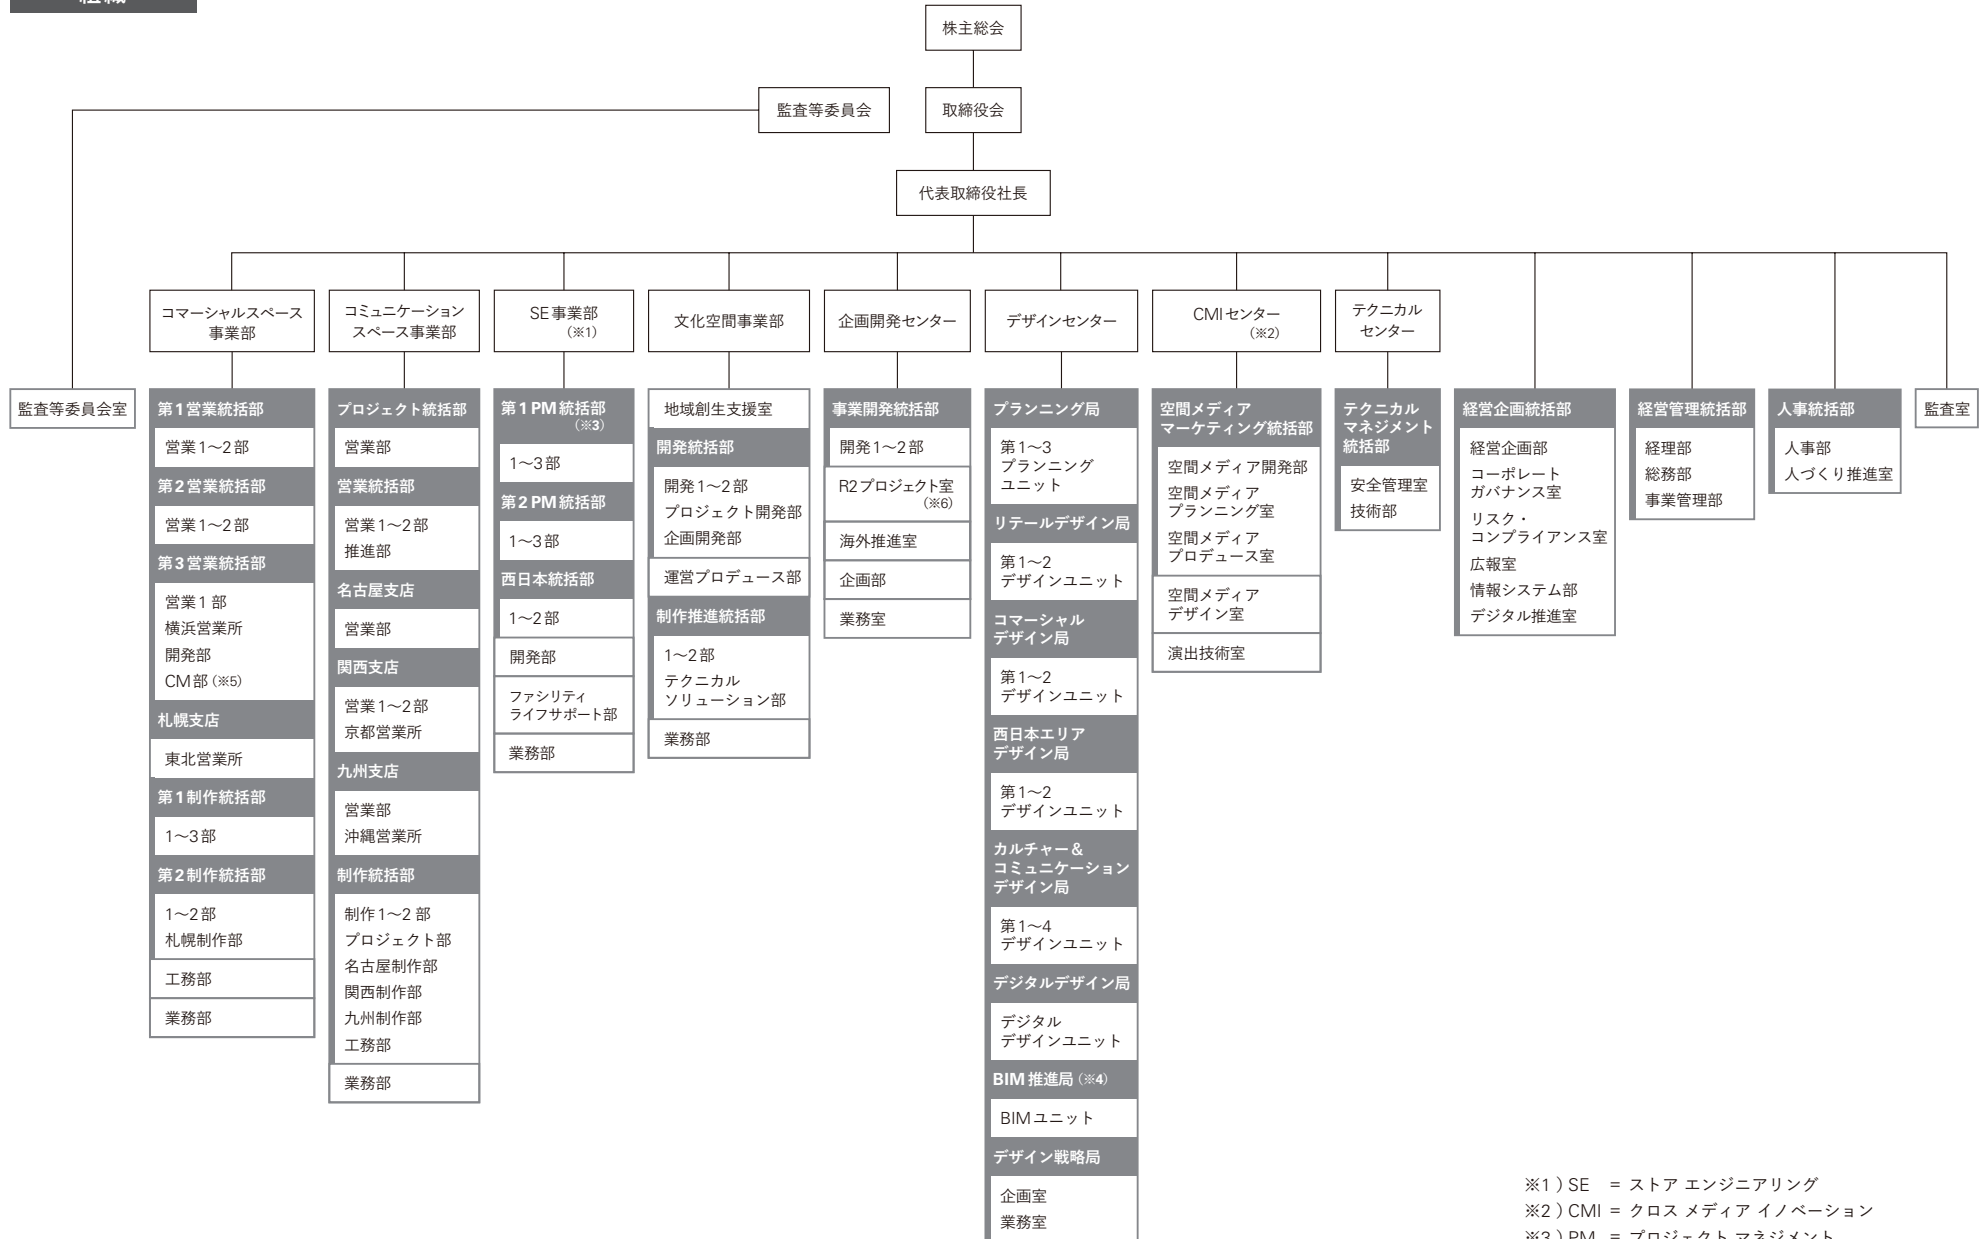 組織
株主総会
監査等委員会
取締役会
代表取締役社長
コマーシャルスペース
事業部
コミュニケーション
スペース事業部
SE事業部
(※1)
文化空間事業部
企画開発センター
デザインセンター
CMIセンター
(※2)
テクニカル
センター
監査等委員会室
第1営業統括部
営業1〜2部
第2営業統括部
営業1〜2部
第3営業統括部
営業1部
横浜営業所
開発部
CM部(※5)
札幌支店
東北営業所
第1制作統括部
1〜3部
第2制作統括部
1〜2部
札幌制作部
工務部
業務部
プロジェクト統括部
営業部
営業統括部
営業1〜2部
推進部
名古屋支店
営業部
関西支店
営業1〜2部
京都営業所
九州支店
営業部
沖縄営業所
制作統括部
制作1〜2部
プロジェクト部
名古屋制作部
関西制作部
九州制作部
工務部
業務部
第1PM統括部
(※3)
1〜3部
第2PM統括部
1〜3部
西日本統括部
1〜2部
開発部
ファシリティ
ライフサポート部
業務部
地域創生支援室
開発統括部
開発1〜2部
プロジェクト開発部
企画開発部
運営プロデュース部
制作推進統括部
1〜2部
テクニカル
ソリューション部
業務部
事業開発統括部
開発1〜2部
R2プロジェクト室
(※6)
海外推進室
企画部
業務室
プランニング局
第1〜3
プランニング
ユニット
リテールデザイン局
第1〜2
デザインユニット
コマーシャル
デザイン局
第1〜2
デザインユニット
西日本エリア
デザイン局
第1〜2
デザインユニット
カルチャー&
コミュニケーション
デザイン局
第1〜4
デザインユニット
デジタルデザイン局
デジタル
デザインユニット
BIM推進局(※4)
BIMユニット
デザイン戦略局
企画室
業務室
空間メディア
マーケティング統括部
空間メディア開発部
空間メディア
プランニング室
空間メディア
プロデュース室
空間メディア
デザイン室
演出技術室
テクニカル
マネジメント
統括部
安全管理室
技術部
経営企画統括部
経営企画部
コーポレート
ガバナンス室
リスク・
コンプライアンス室
広報室
情報システム部
デジタル推進室
経営管理統括部
経理部
総務部
事業管理部
人事統括部
人事部
人づくり推進室
監査室
※1)SE = ストア エンジニアリング
※2)CMI = クロス メディア イノベーション
※3)PM = プロジェクト マネジメント